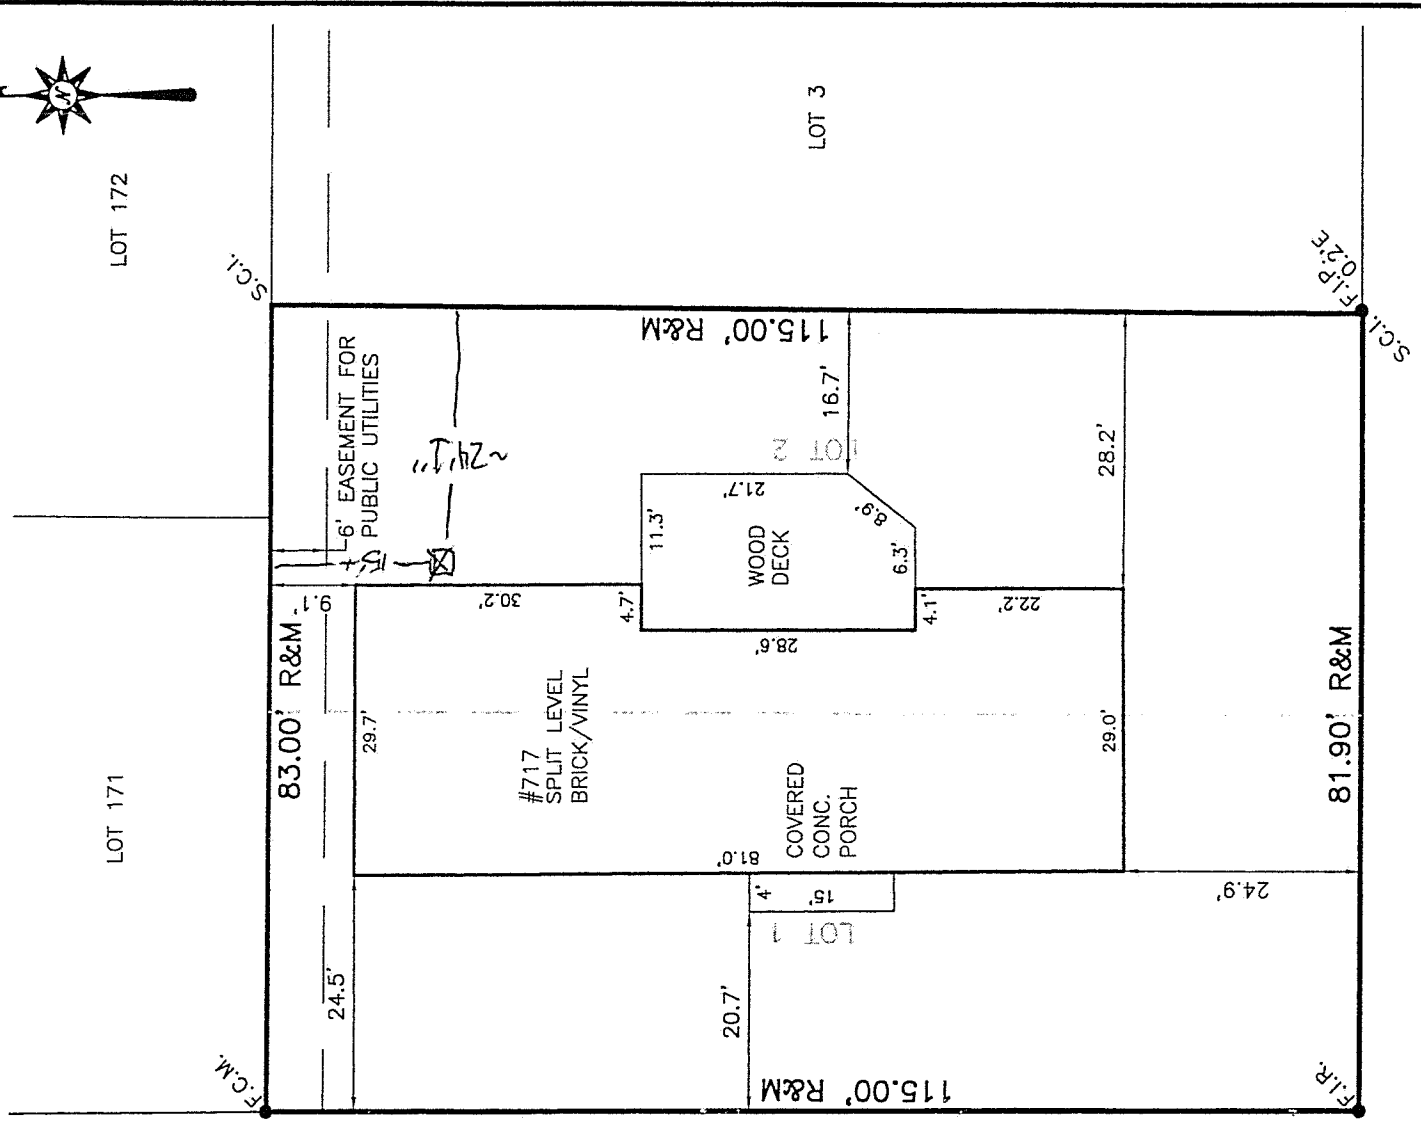 N
LOT 172
LOT 3
LOT 171
S.C.I.
F.I.P.
0.2'E
S.C.I.
F.C.M.
F.I.R.
6' EASEMENT FOR
PUBLIC UTILITIES
115.00' R&M
~24'1"
15'+
9.1'
83.00' R&M
30.2'
4.7'
11.3'
21.7'
LOT 2
16.7'
8.9'
6.3'
WOOD
DECK
28.6'
4.1'
22.2'
28.2'
29.7'
#717
SPLIT LEVEL
BRICK/VINYL
29.0'
81.90' R&M
COVERED
CONC.
PORCH
81.0'
4'
15'
LOT 1
24.9'
24.5'
20.7'
115.00' R&M